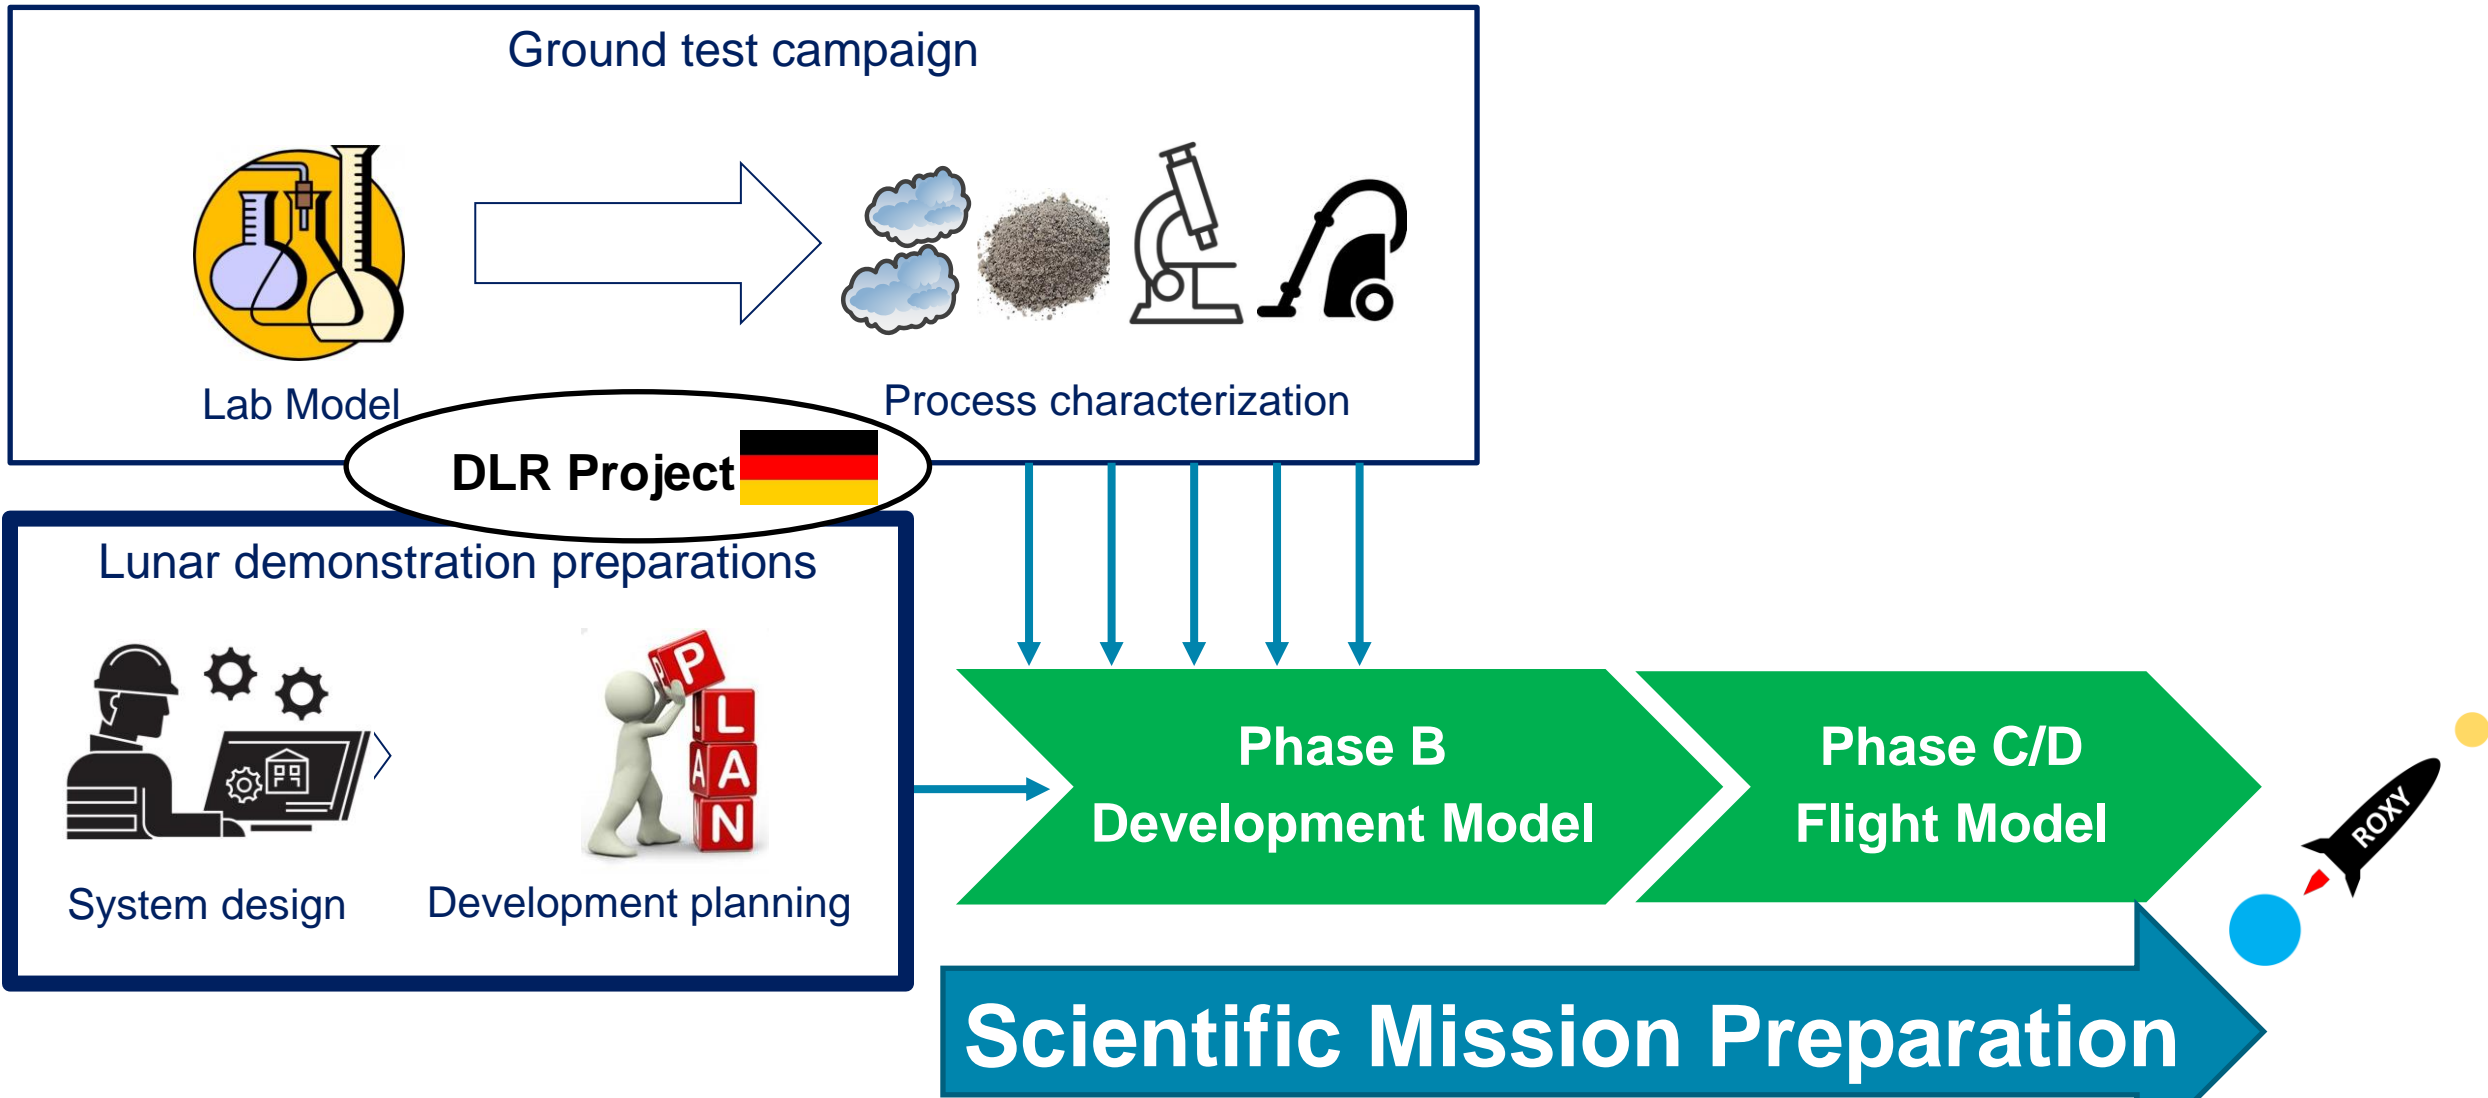 Ground test campaign
Lab Model
Process characterization
DLR Project
Lunar demonstration preparations
P
L
L
A
A
N
System design
Development planning
Phase B
Development Model
Phase C/D
Flight Model
ROXY
Scientific Mission Preparation